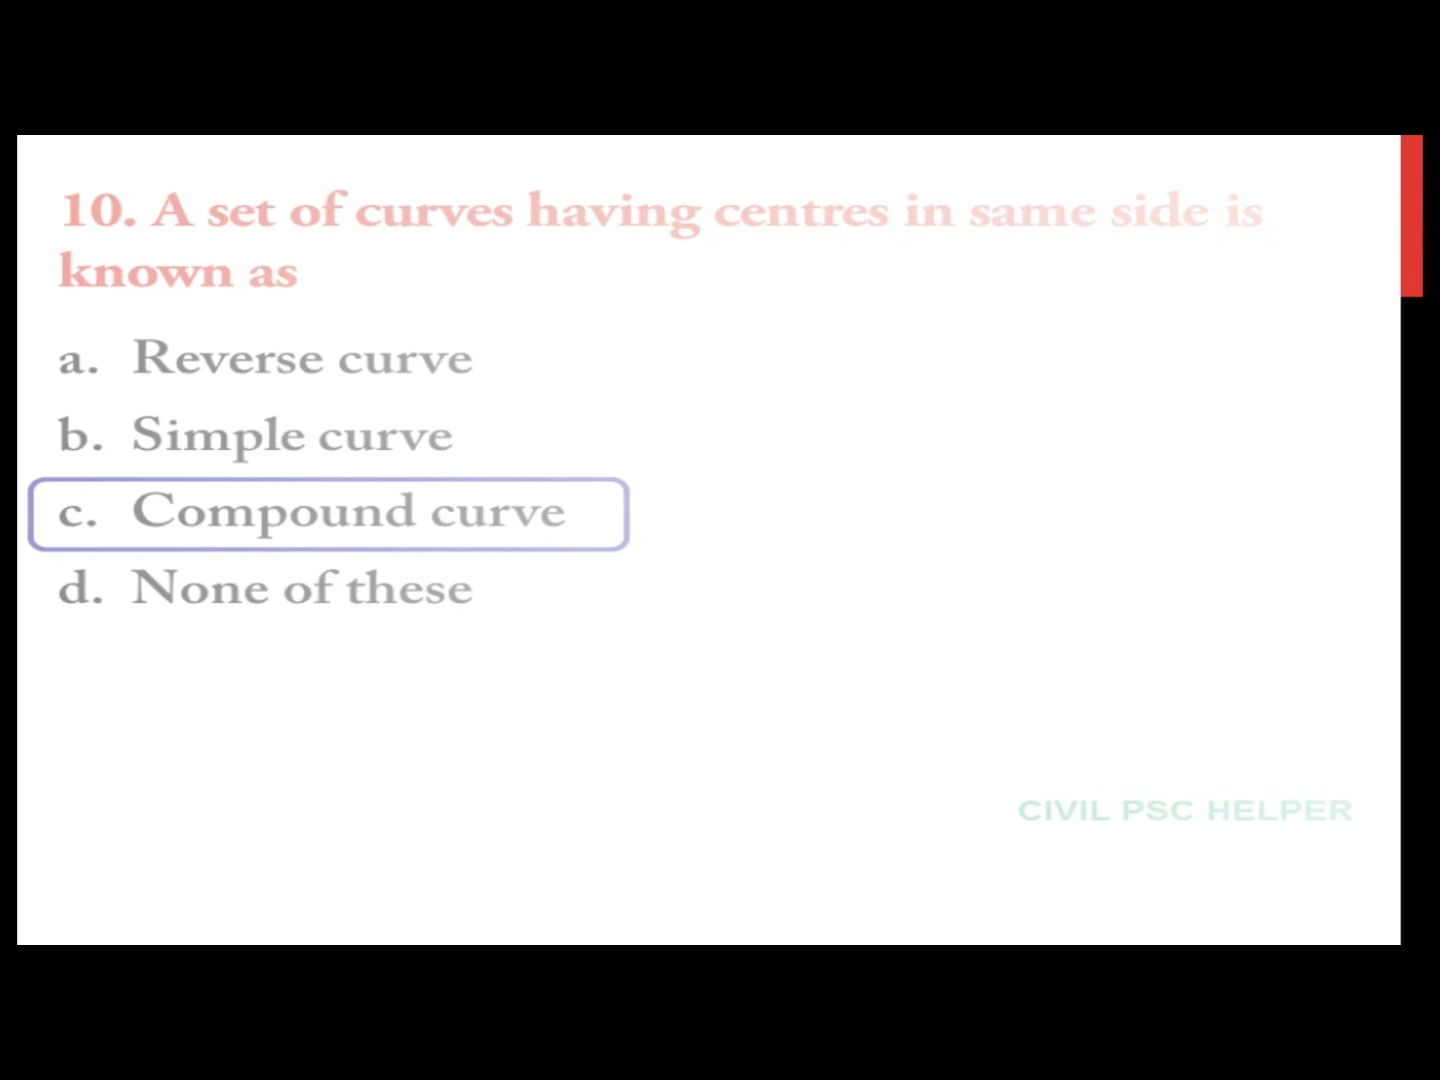 10. A set of curves having centres in same side is
known as
a. Reverse curve
b. Simple curve
c. Compound curve
d. None of these
CIVIL PSC HELPER